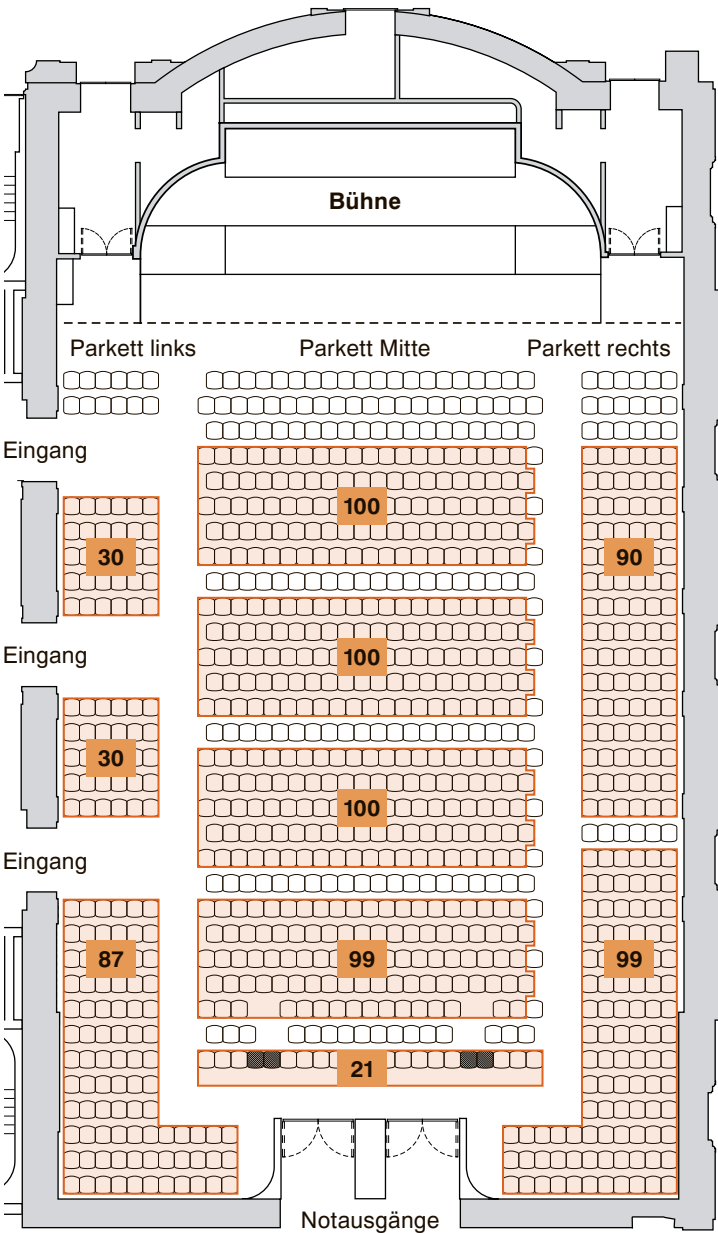 Bühne
Parkett links
Parkett Mitte
Parkett rechts
Eingang
100
30
90
Eingang
100
30
100
Eingang
87
99
99
21
Notausgänge